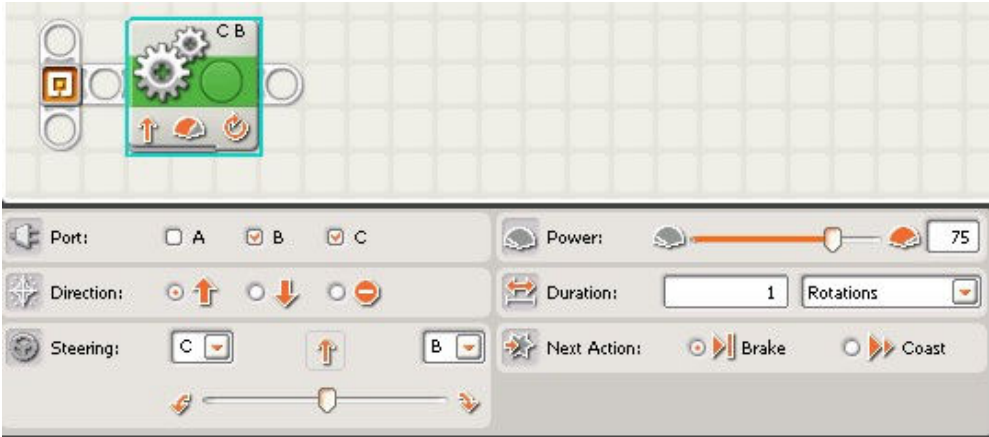 C B
Port: A B C
Power: 75
Direction:
Duration: 1 Rotations
Steering: C B
Next Action: Brake Coast